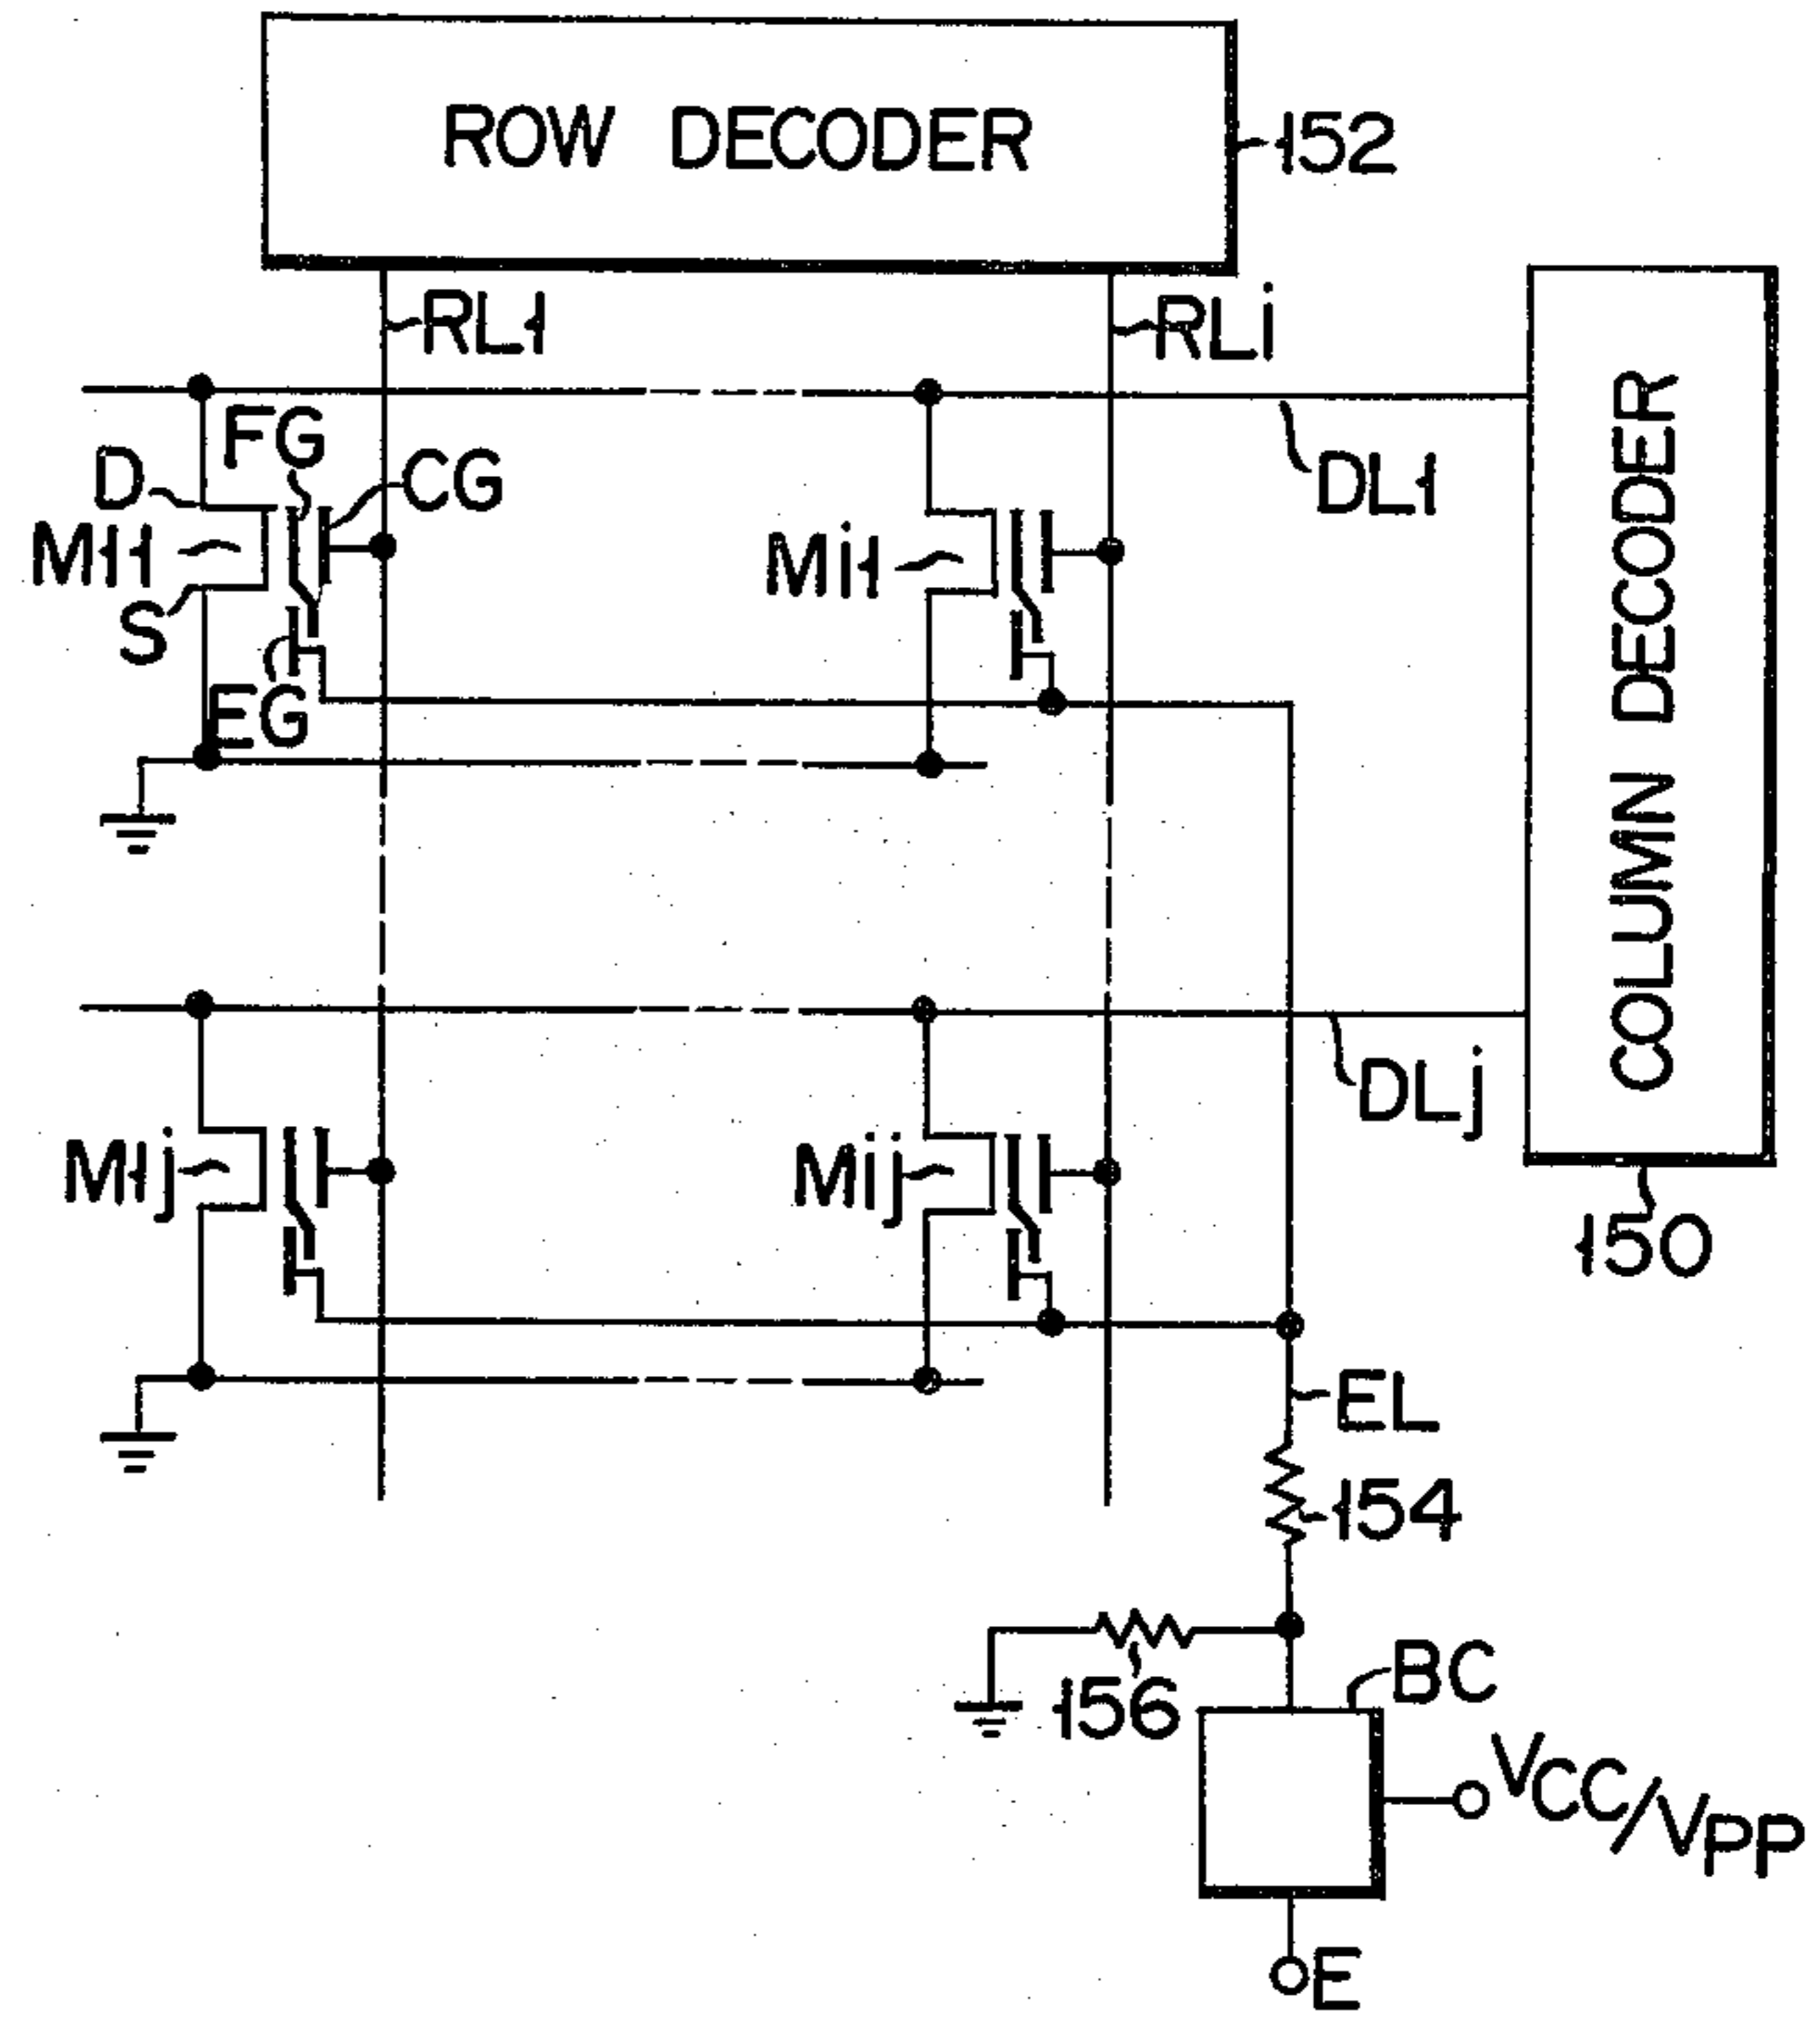 ROW DECODER
152
RL1
RLi
FG
D
CG
M11
S
EG
Mi1
DL1
COLUMN DECODER
M1j
Mij
DLj
150
EL
154
156
BC
VCC/VPP
E